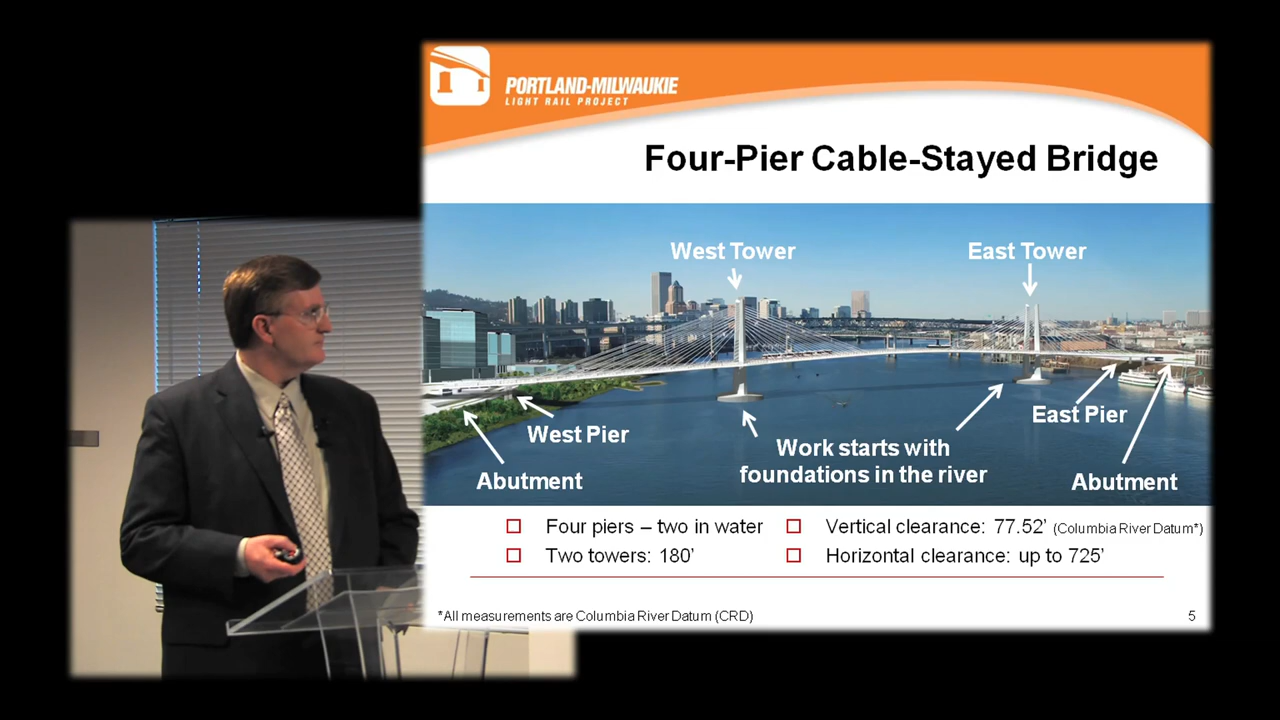 PORTLAND-MILWAUKIE
LIGHT RAIL PROJECT
Four-Pier Cable-Stayed Bridge
West Tower
East Tower
West Pier
East Pier
Work starts with
foundations in the river
Abutment
Abutment
Four piers – two in water
Two towers: 180'
Vertical clearance: 77.52' (Columbia River Datum*)
Horizontal clearance: up to 725'
*All measurements are Columbia River Datum (CRD)
5